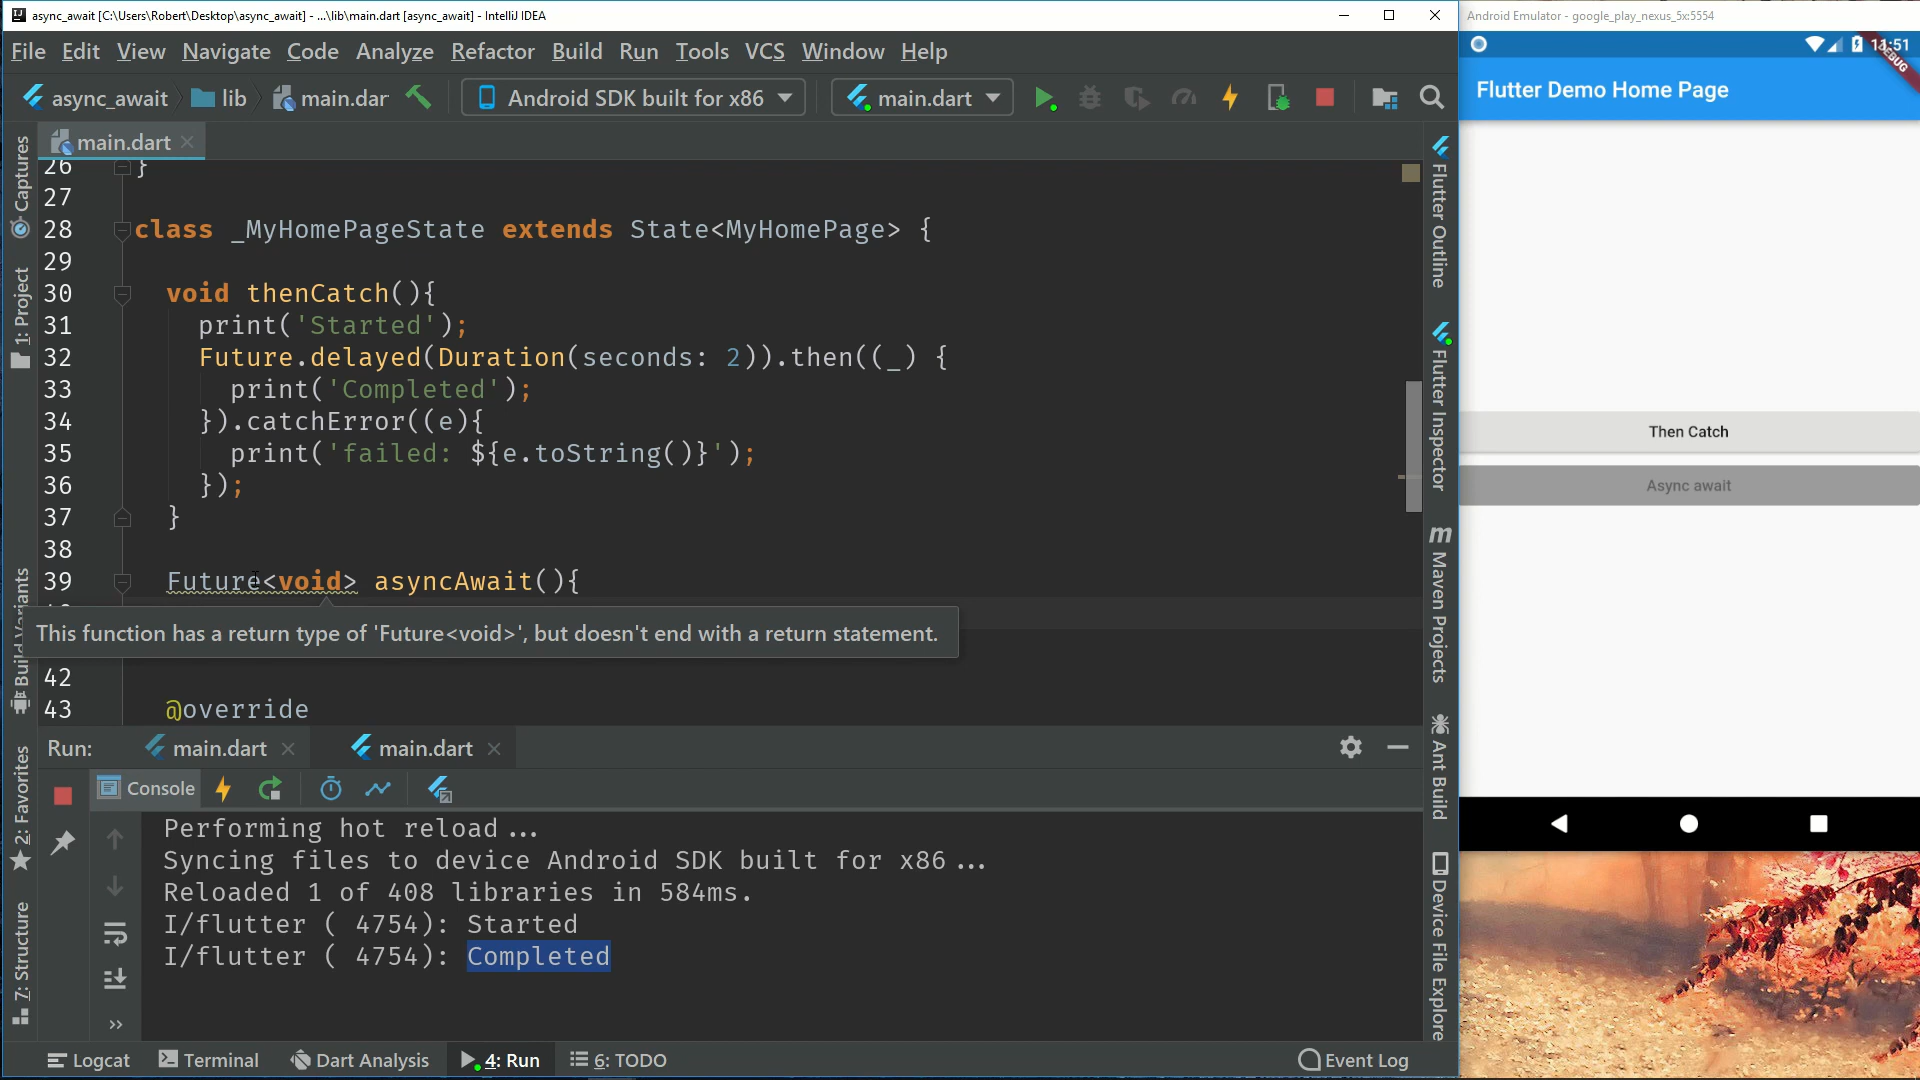 async_await [C:\Users\Robert\Desktop\async_await] - ...\lib\main.dart [async_await] - IntelliJ IDEA
File Edit View Navigate Code Analyze Refactor Build Run Tools VCS Window Help
async_await lib main.dar Android SDK built for x86 main.dart
main.dart
26 }
27
28 class _MyHomePageState extends State<MyHomePage> {
29
30 void thenCatch(){
31 print('Started');
32 Future.delayed(Duration(seconds: 2)).then((_) {
33 print('Completed');
34 }).catchError((e){
35 print('failed: ${e.toString()}');
36 });
37 }
38
39 Future<void> asyncAwait(){
This function has a return type of 'Future<void>', but doesn't end with a return statement.
42
43 @override
Captures
1: Project
Build Variants
2: Favorites
7: Structure
Run: main.dart main.dart
Console
Performing hot reload...
Syncing files to device Android SDK built for x86...
Reloaded 1 of 408 libraries in 584ms.
I/flutter ( 4754): Started
I/flutter ( 4754): Completed
Logcat Terminal Dart Analysis 4: Run 6: TODO Event Log
Flutter Outline
Flutter Inspector
m Maven Projects
Ant Build
Device File Explore
Android Emulator - google_play_nexus_5x:5554
11:51
DEBUG
Flutter Demo Home Page
Then Catch
Async await